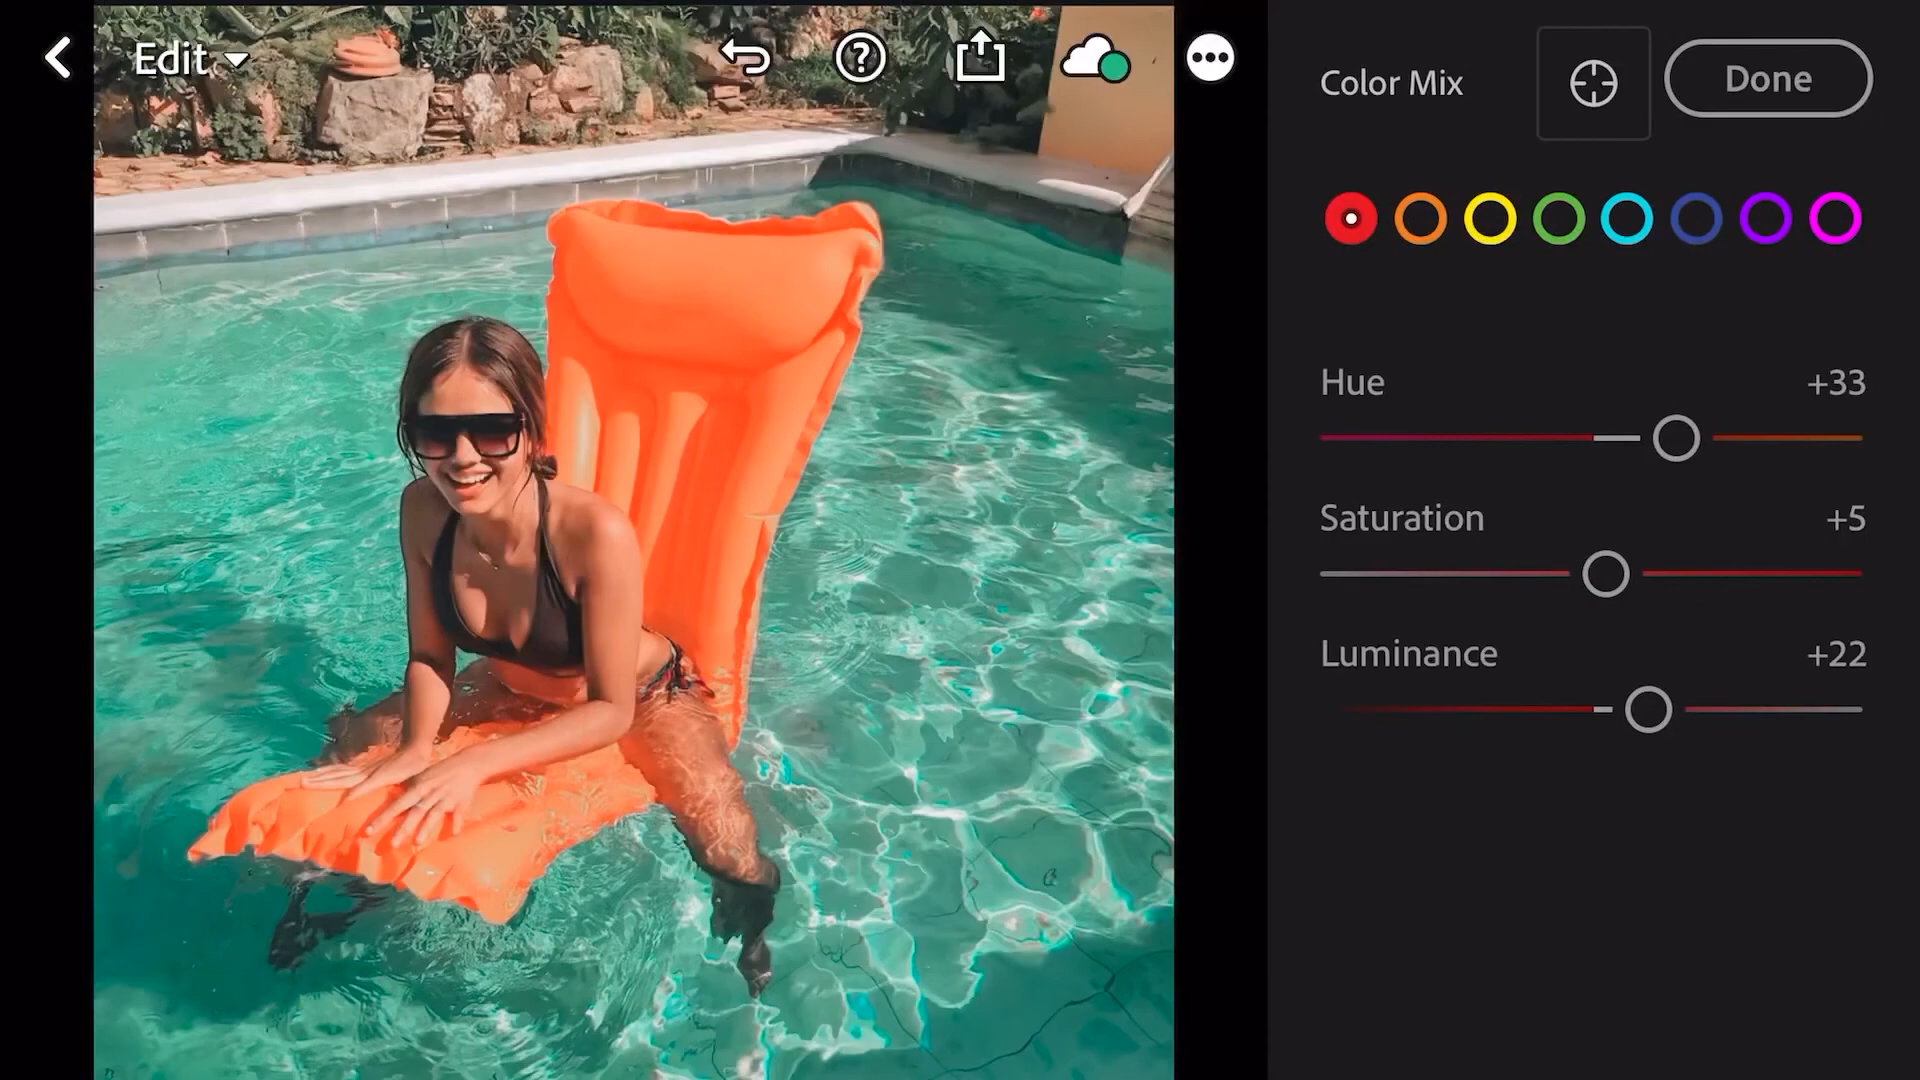 Edit
Color Mix
Done
Hue +33
Saturation +5
Luminance +22